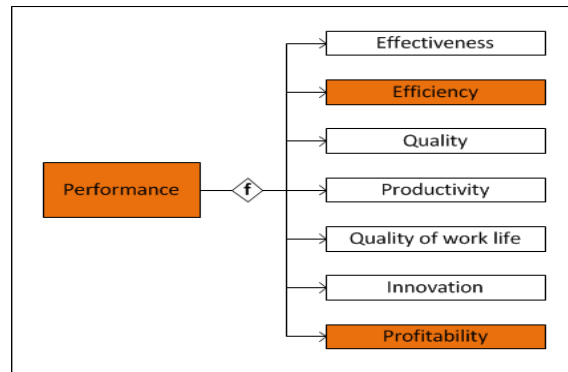 Effectiveness
Efficiency
Quality
Performance
f
Productivity
Quality of work life
Innovation
Profitability